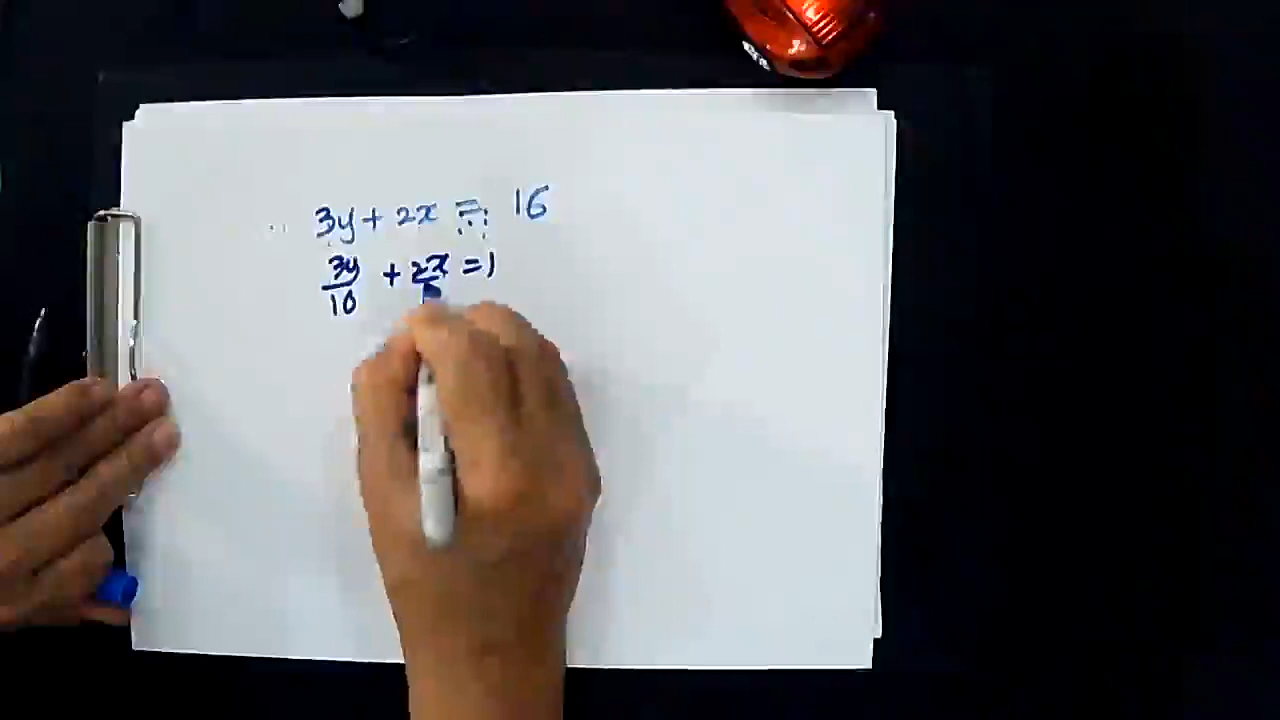 3y + 2x = 16
3y/10 + 2x/ = 1